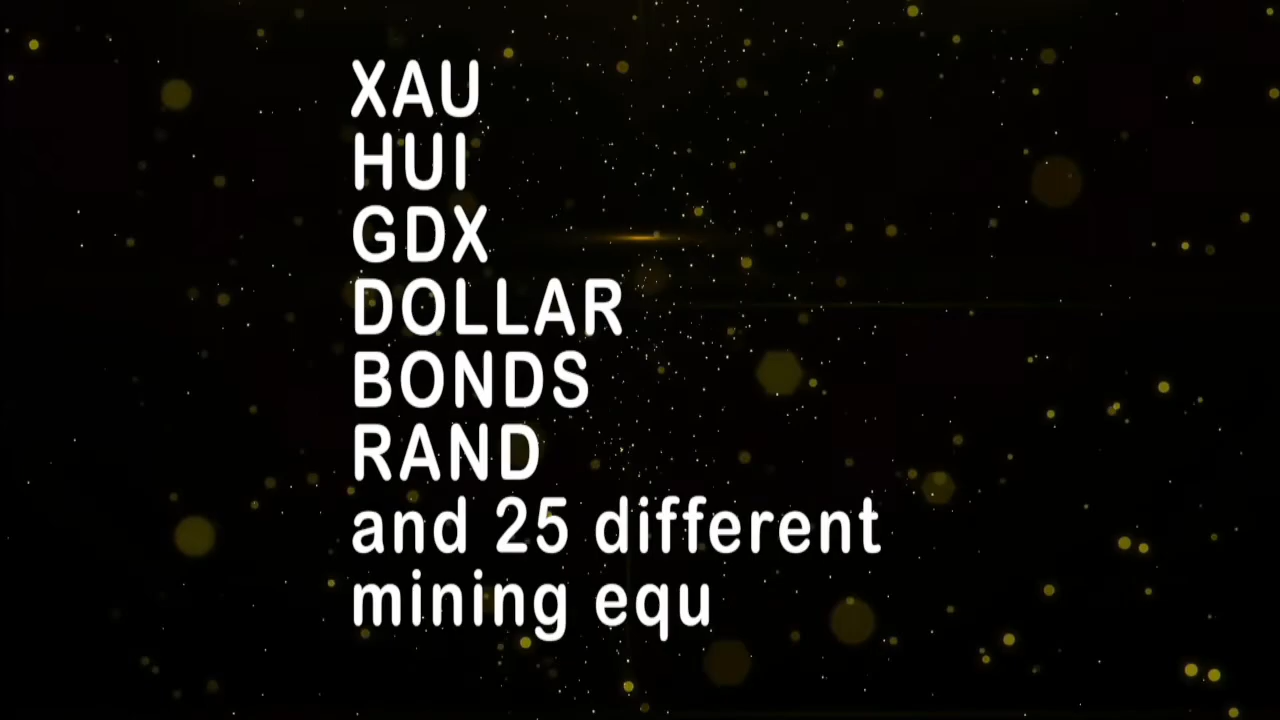 XAU
HUI
GDX
DOLLAR
BONDS
RAND
and 25 different
mining equ